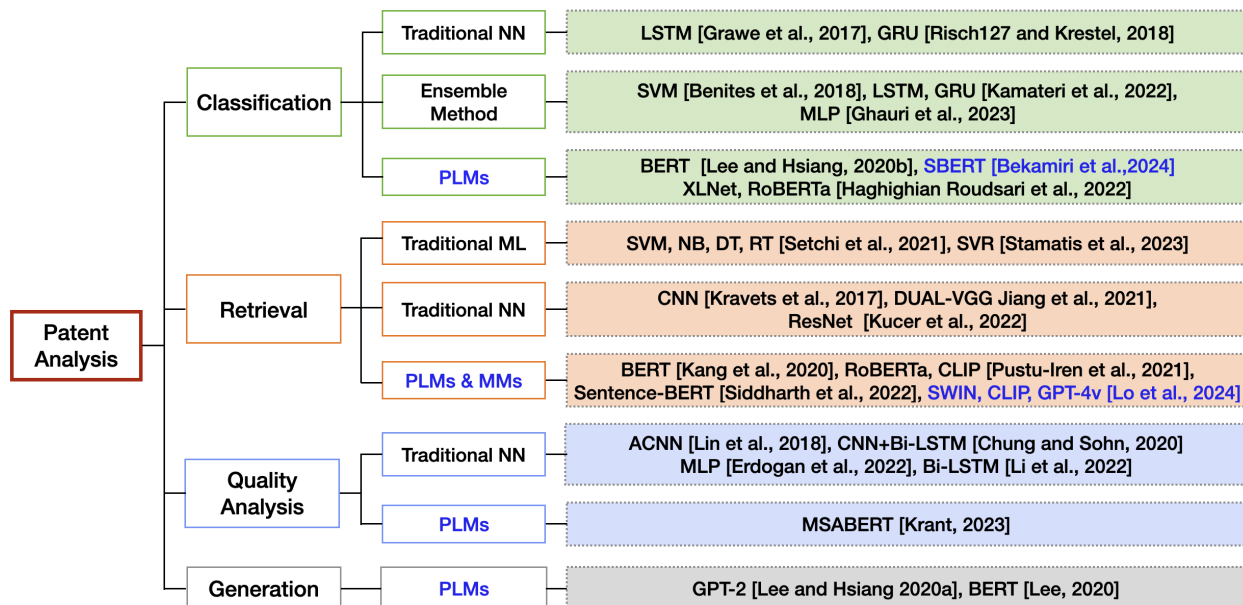 Patent
Analysis
Classification
Traditional NN
LSTM [Grawe et al., 2017], GRU [Risch127 and Krestel, 2018]
Ensemble
Method
SVM [Benites et al., 2018], LSTM, GRU [Kamateri et al., 2022],
MLP [Ghauri et al., 2023]
PLMs
BERT [Lee and Hsiang, 2020b], SBERT [Bekamiri et al.,2024]
XLNet, RoBERTa [Haghighian Roudsari et al., 2022]
Retrieval
Traditional ML
SVM, NB, DT, RT [Setchi et al., 2021], SVR [Stamatis et al., 2023]
Traditional NN
CNN [Kravets et al., 2017], DUAL-VGG Jiang et al., 2021],
ResNet [Kucer et al., 2022]
PLMs & MMs
BERT [Kang et al., 2020], RoBERTa, CLIP [Pustu-Iren et al., 2021],
Sentence-BERT [Siddharth et al., 2022], SWIN, CLIP, GPT-4v [Lo et al., 2024]
Quality
Analysis
Traditional NN
ACNN [Lin et al., 2018], CNN+Bi-LSTM [Chung and Sohn, 2020]
MLP [Erdogan et al., 2022], Bi-LSTM [Li et al., 2022]
PLMs
MSABERT [Krant, 2023]
Generation
PLMs
GPT-2 [Lee and Hsiang 2020a], BERT [Lee, 2020]